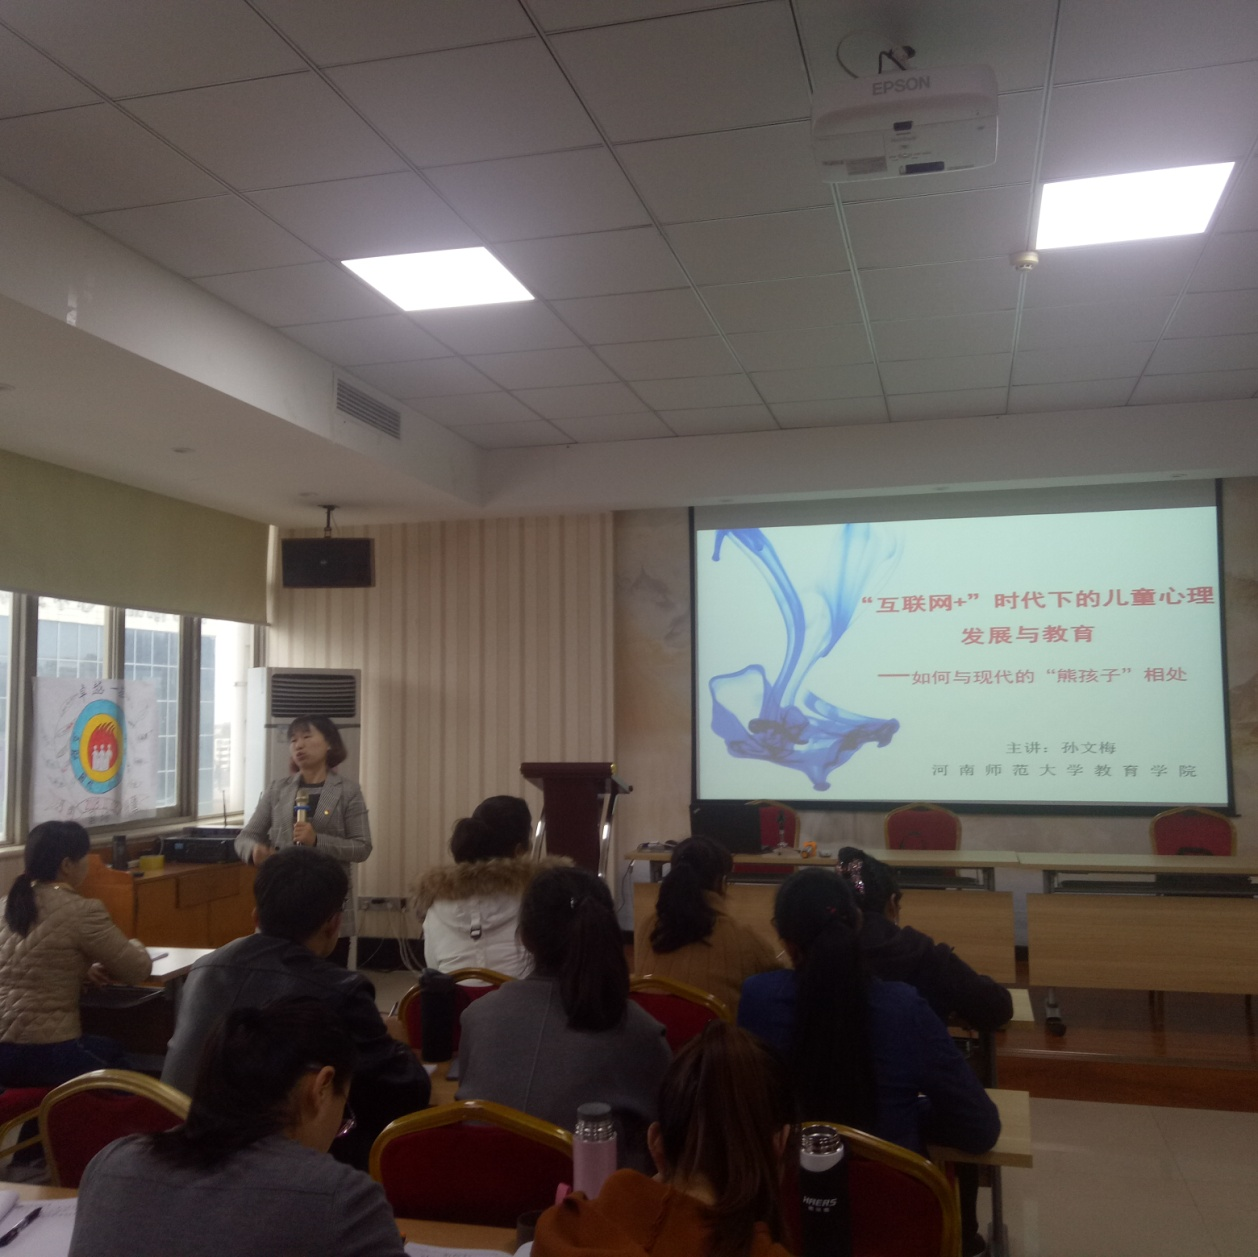 EPSON
“互联网+”时代下的儿童心理
发展与教育
——如何与现代的“熊孩子”相处
主讲：孙文梅
河南师范大学教育学院
HAERS